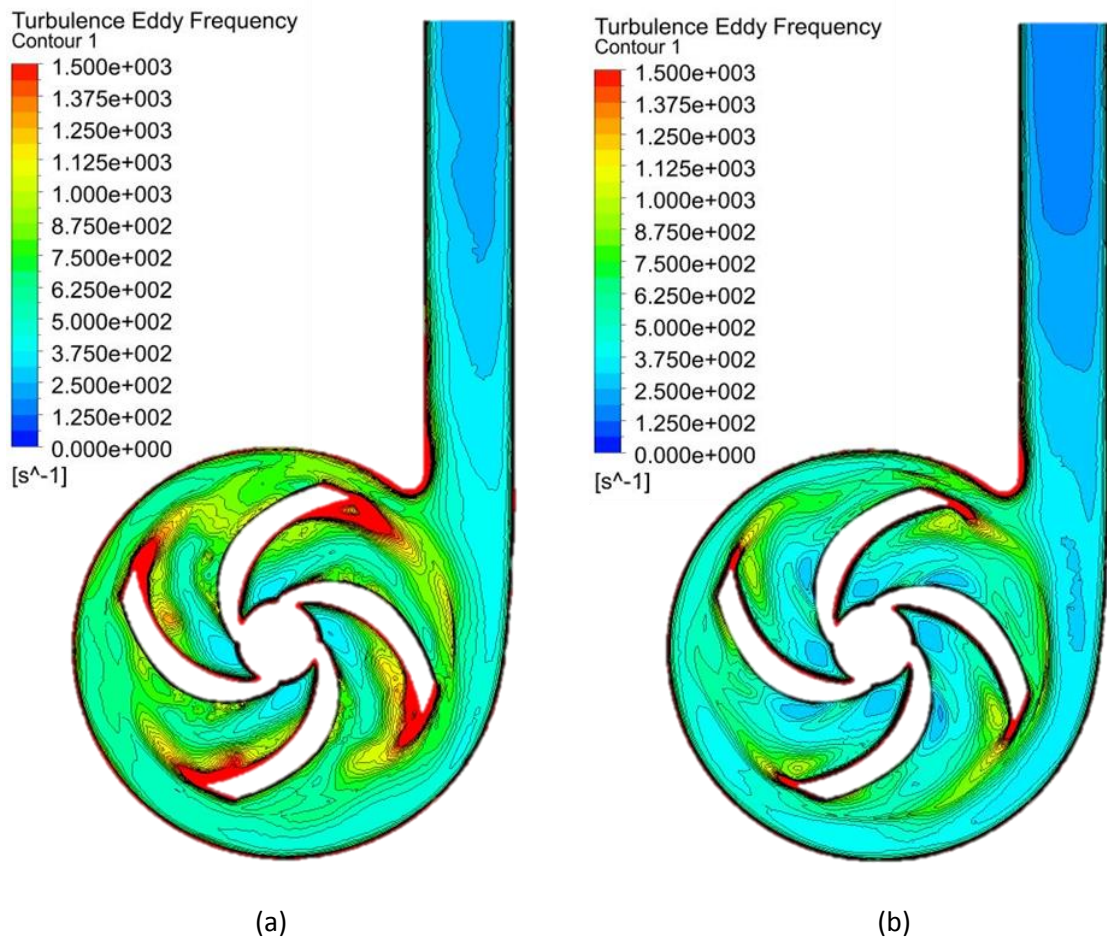 Turbulence Eddy Frequency
Contour 1
1.500e+003
1.375e+003
1.250e+003
1.125e+003
1.000e+003
8.750e+002
7.500e+002
6.250e+002
5.000e+002
3.750e+002
2.500e+002
1.250e+002
0.000e+000
[s^-1]
(a)
Turbulence Eddy Frequency
Contour 1
1.500e+003
1.375e+003
1.250e+003
1.125e+003
1.000e+003
8.750e+002
7.500e+002
6.250e+002
5.000e+002
3.750e+002
2.500e+002
1.250e+002
0.000e+000
[s^-1]
(b)